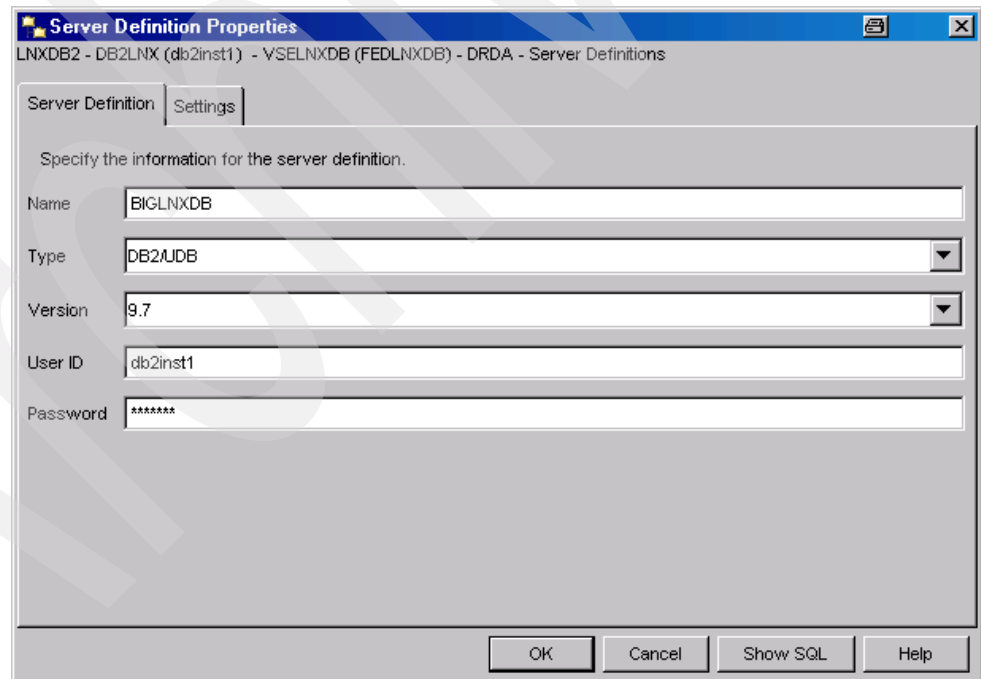 Server Definition Properties
LNXDB2 - DB2LNX (db2inst1) - VSELNXDB (FEDLNXDB) - DRDA - Server Definitions
Server Definition Settings
Specify the information for the server definition.
Name BIGLNXDB
Type DB2/UDB
Version 9.7
User ID db2inst1
Password *******
OK Cancel Show SQL Help